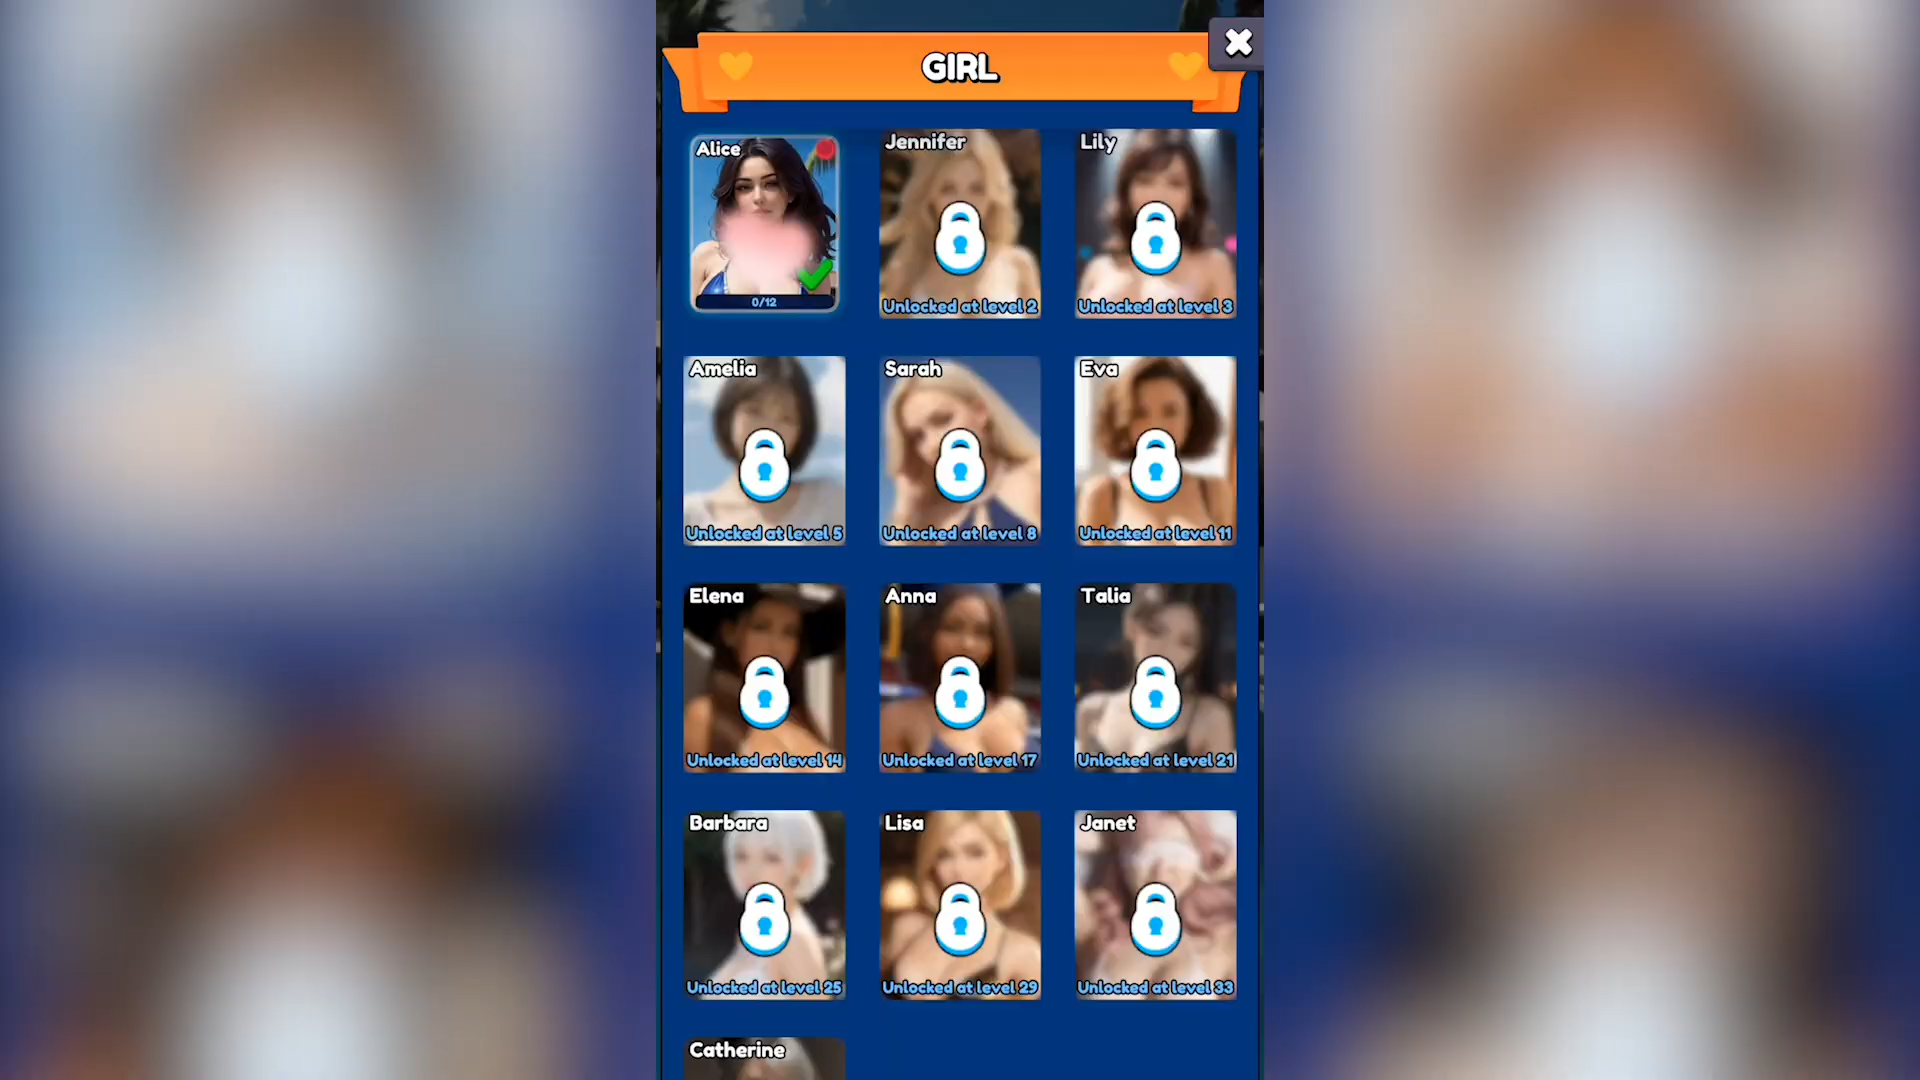 GIRL
Alice
Jennifer
Lily
0/12
Unlocked at level 2
Unlocked at level 3
Amelia
Sarah
Eva
Unlocked at level 5
Unlocked at level 8
Unlocked at level 11
Elena
Anna
Talia
Unlocked at level 14
Unlocked at level 17
Unlocked at level 21
Barbara
Lisa
Janet
Unlocked at level 25
Unlocked at level 29
Unlocked at level 33
Catherine